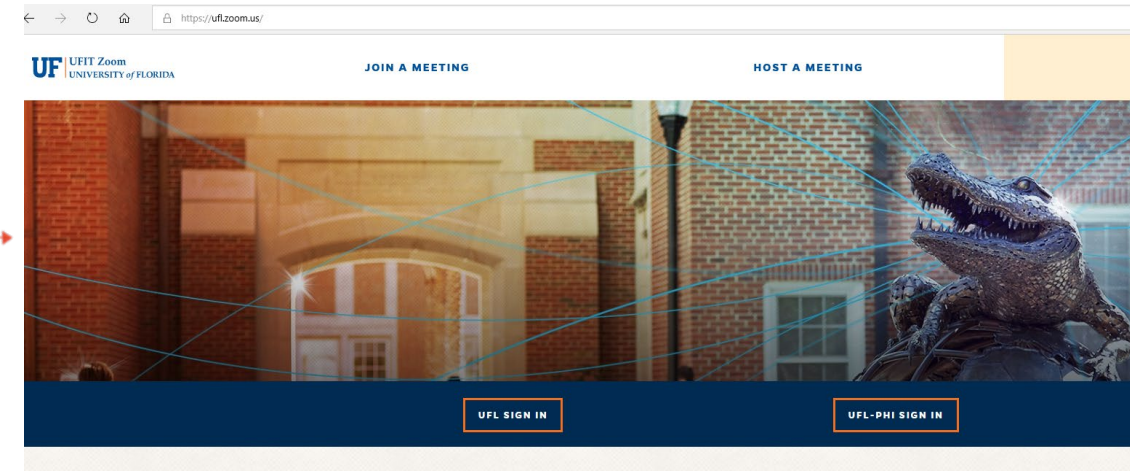 https://ufl.zoom.us/
UF
UFIT Zoom
UNIVERSITY of FLORIDA
JOIN A MEETING
HOST A MEETING
UFL SIGN IN
UFL-PHI SIGN IN